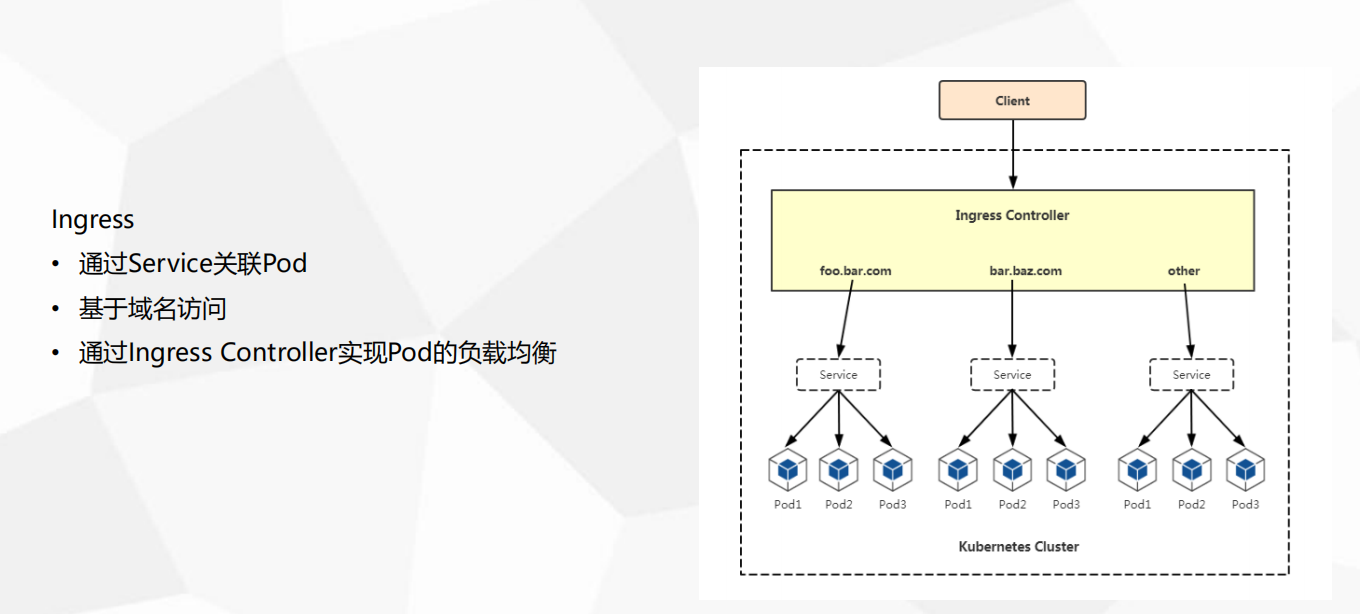 Ingress
• 通过Service关联Pod
• 基于域名访问
• 通过Ingress Controller实现Pod的负载均衡
Client
Ingress Controller
foo.bar.com bar.baz.com other
Service Service Service
Pod1 Pod2 Pod3 Pod1 Pod2 Pod3 Pod1 Pod2 Pod3
Kubernetes Cluster